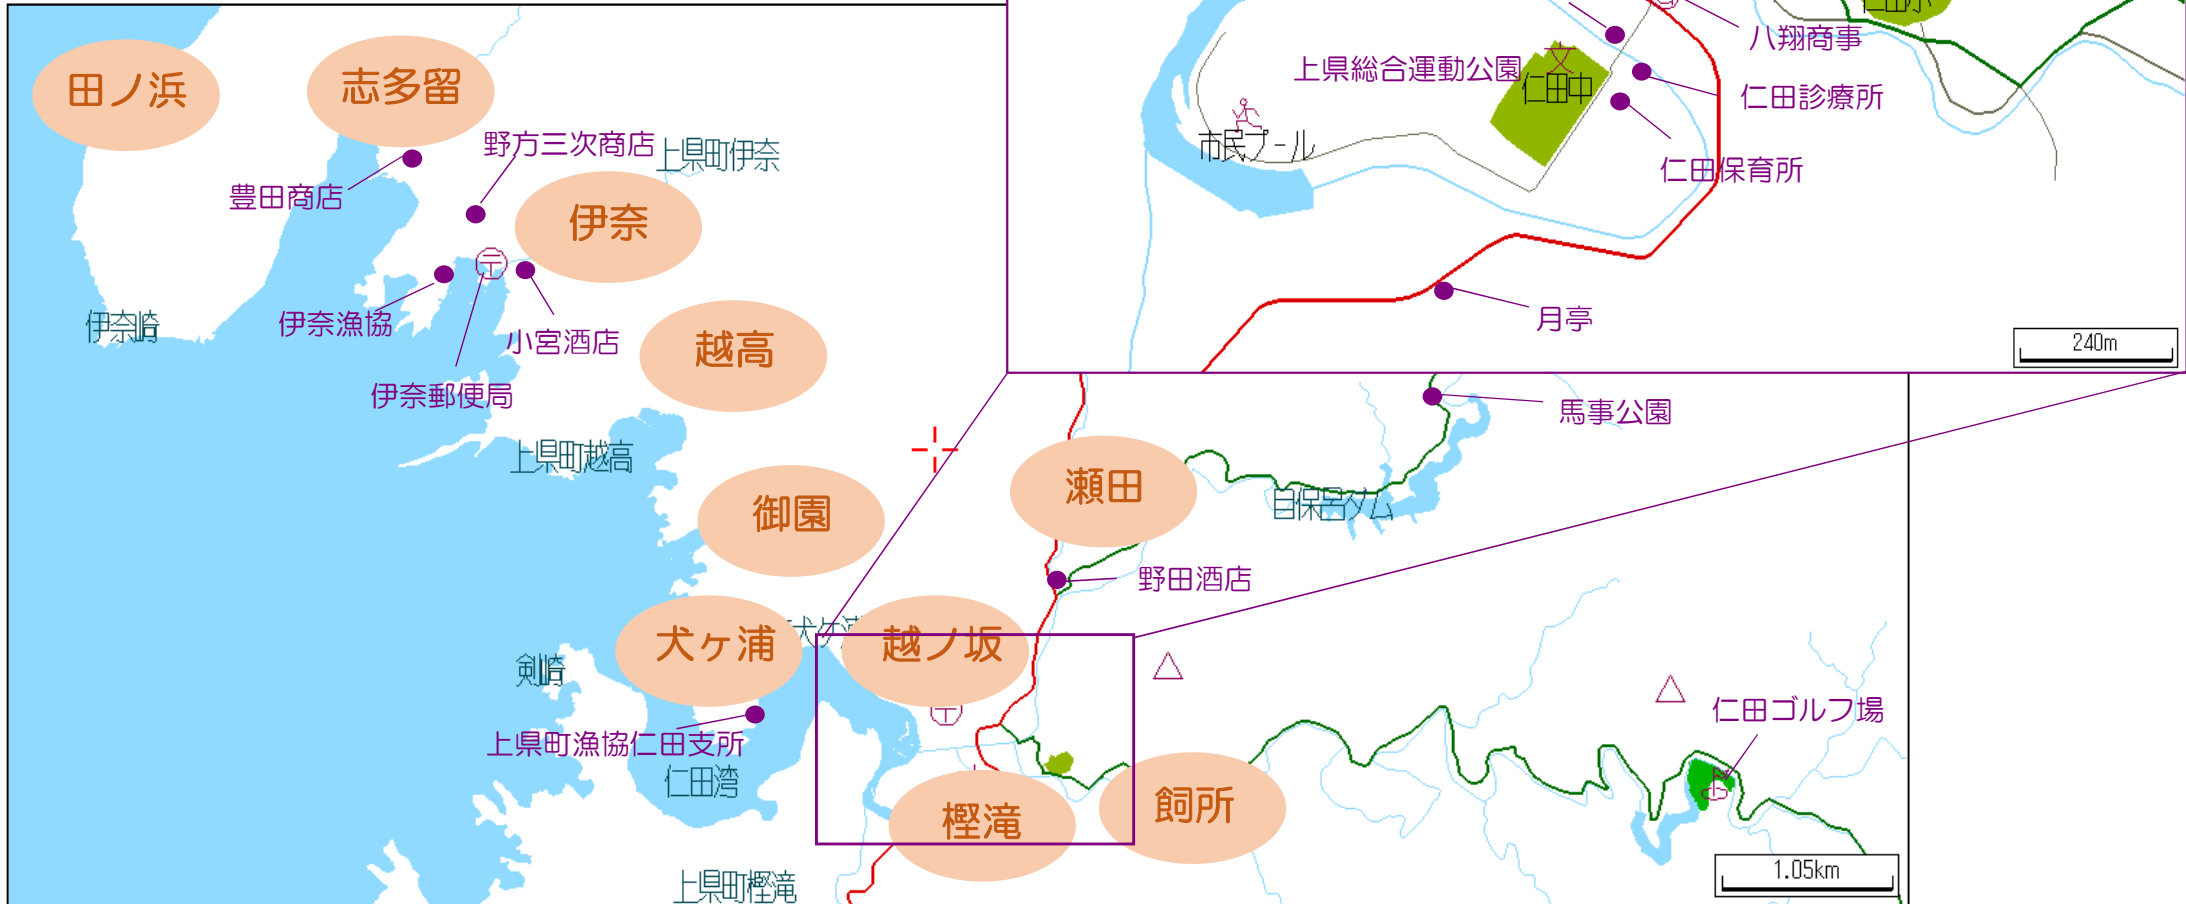 田ノ浜
志多留
野方三次商店
上県町伊奈
豊田商店
伊奈
伊奈崎
伊奈漁協
小宮酒店
越高
伊奈郵便局
上県町越高
御園
瀬田
目保呂ダム
馬事公園
野田酒店
犬ヶ浦
越ノ坂
剣崎
上県町漁協仁田支所
仁田湾
樫滝
飼所
仁田ゴルフ場
上県町樫滝
1.05km
八翔商事
上県総合運動公園
仁田中
仁田診療所
市民プール
仁田保育所
月亭
240m